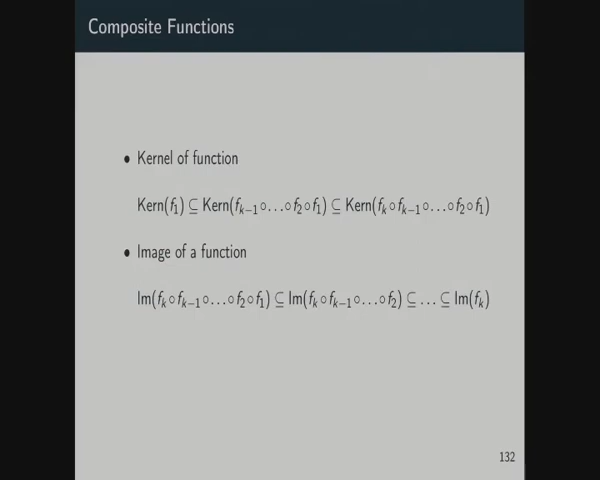 Composite Functions
• Kernel of function
Kern(f₁) ⊆ Kern(fₖ₋₁∘…∘f₂∘f₁) ⊆ Kern(fₖ∘fₖ₋₁∘…∘f₂∘f₁)
• Image of a function
Im(fₖ∘fₖ₋₁∘…∘f₂∘f₁) ⊆ Im(fₖ∘fₖ₋₁∘…∘f₂) ⊆ … ⊆ Im(fₖ)
132